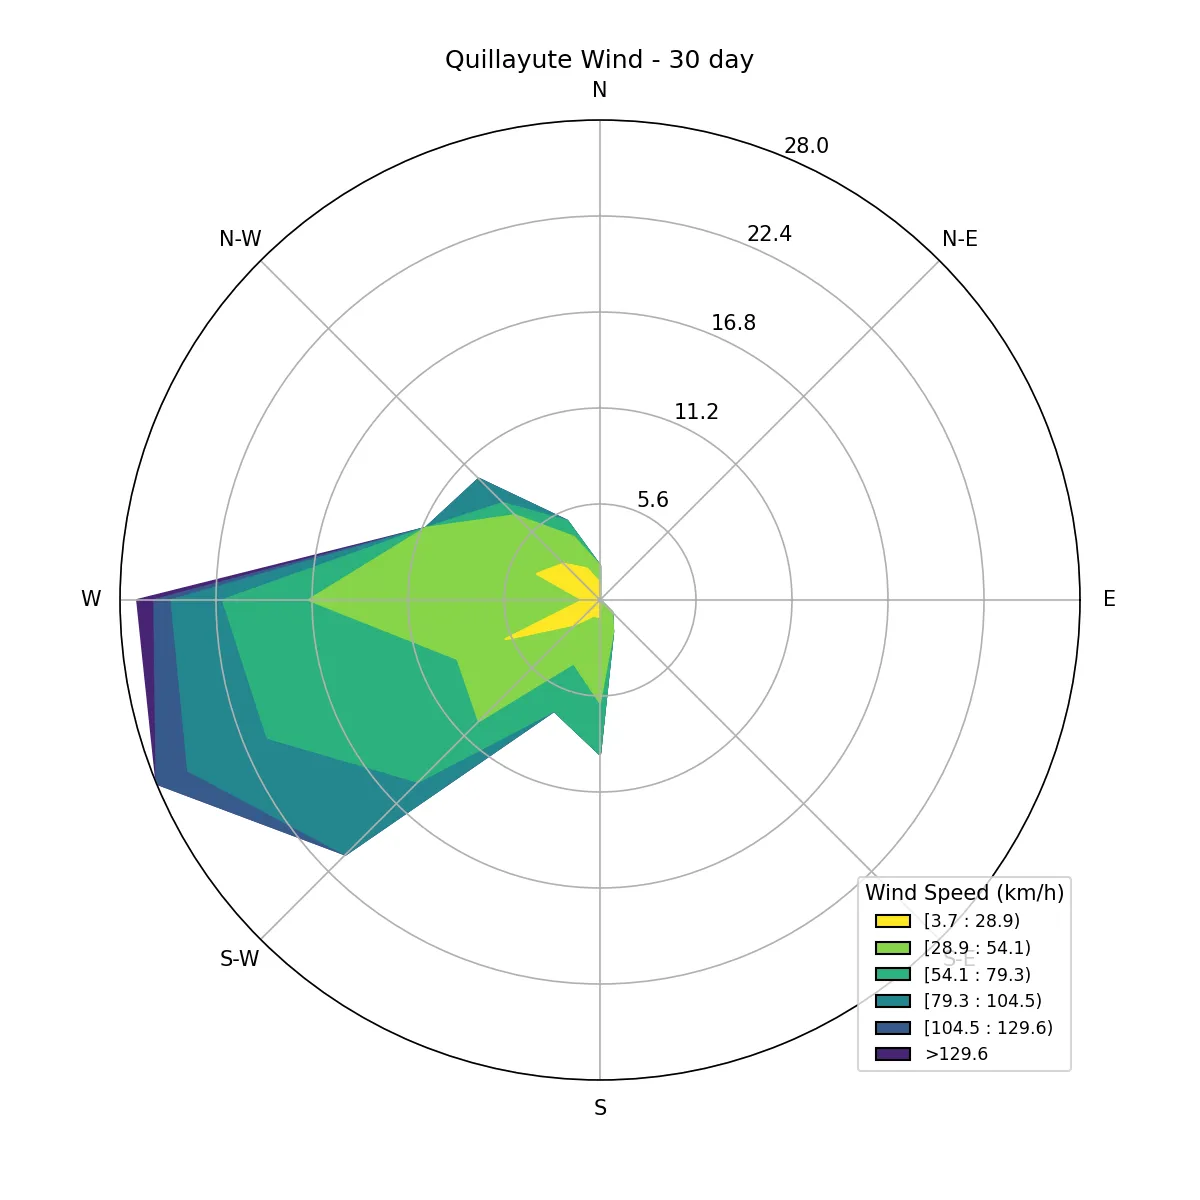 Quillayute Wind - 30 day
N
28.0
22.4
N-W
N-E
16.8
11.2
5.6
W
E
Wind Speed (km/h)
[3.7 : 28.9)
[28.9 : 54.1)
S-W
S-E
[54.1 : 79.3)
[79.3 : 104.5)
[104.5 : 129.6)
>129.6
S